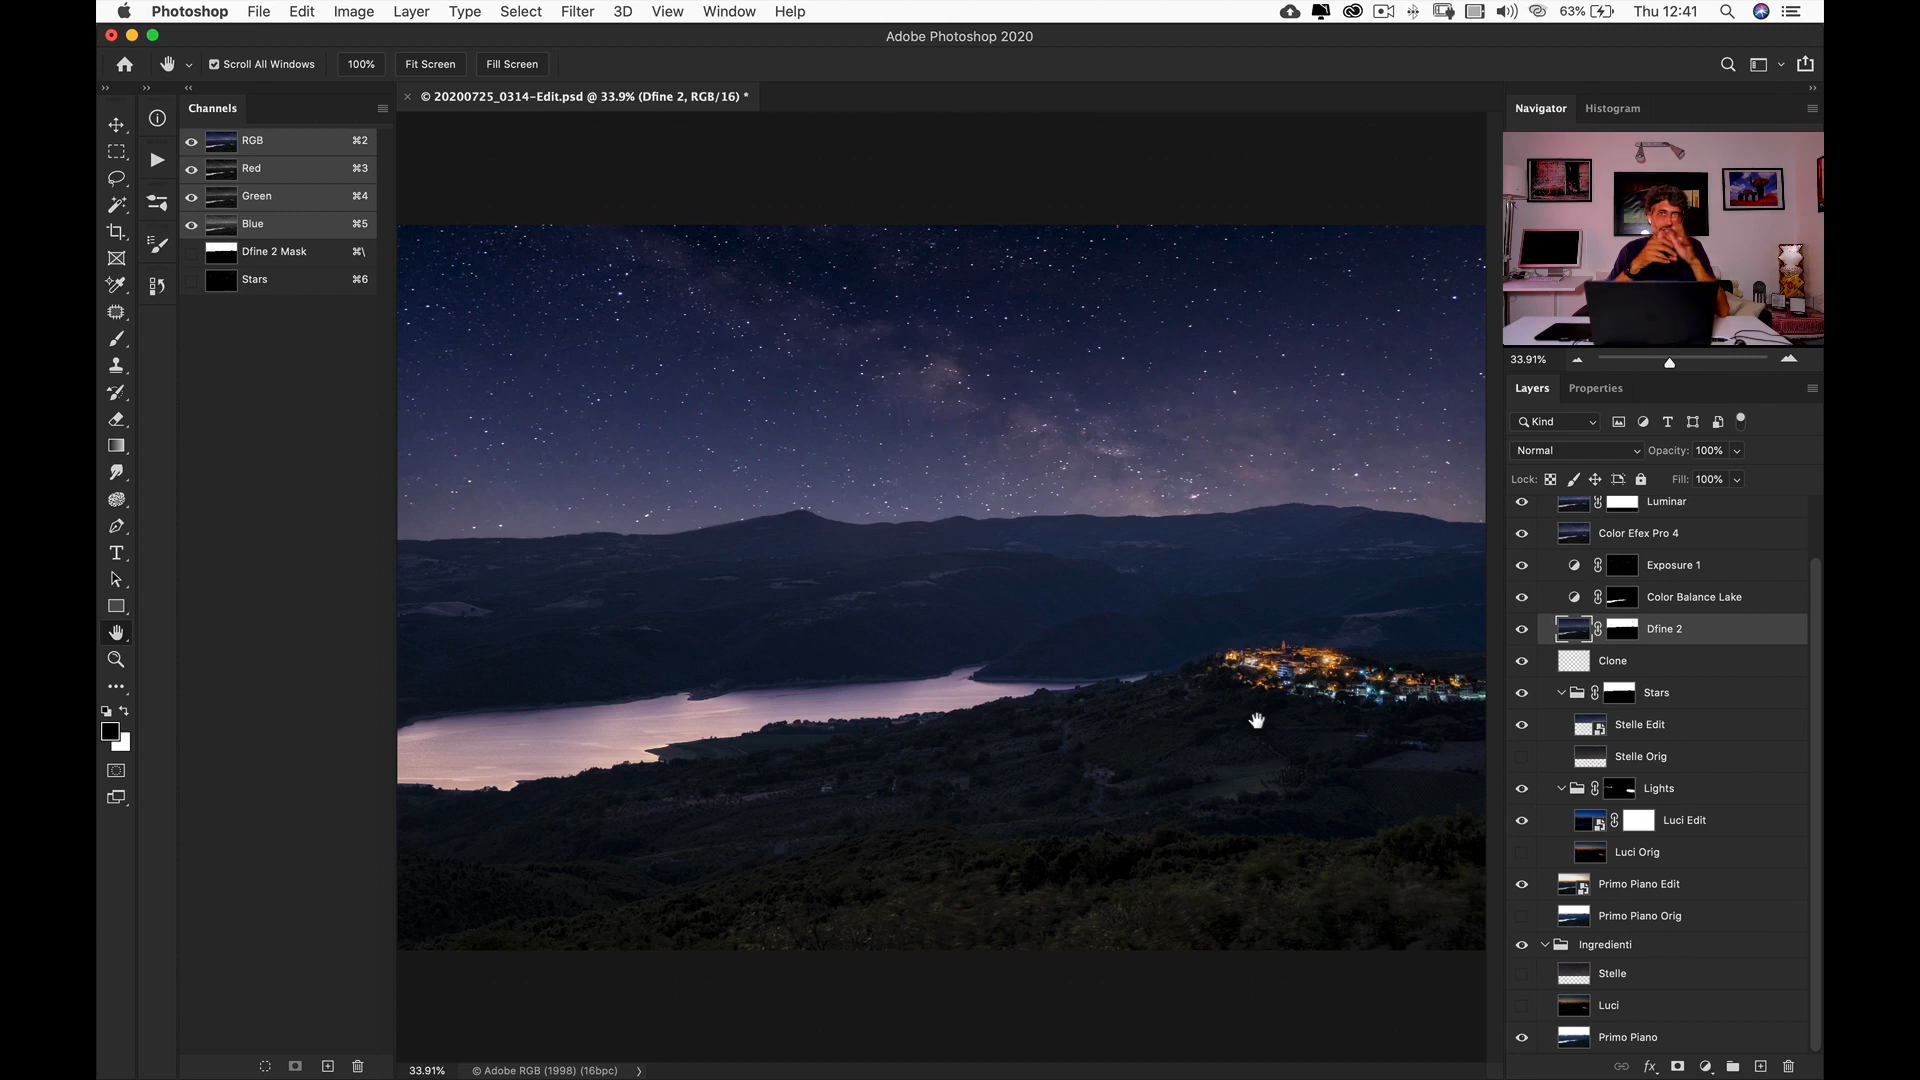 Photoshop File Edit Image Layer Type Select Filter 3D View Window Help 63% Thu 12:41
Adobe Photoshop 2020
Scroll All Windows 100% Fit Screen Fill Screen
Channels
RGB ⌘2
Red ⌘3
Green ⌘4
Blue ⌘5
Dfine 2 Mask ⌘\
Stars ⌘6
× © 20200725_0314-Edit.psd @ 33.9% (Dfine 2, RGB/16) *
33.91% © Adobe RGB (1998) (16bpc)
Navigator Histogram
33.91%
Layers Properties
Kind
Normal Opacity: 100%
Lock: Fill: 100%
Luminar
Color Efex Pro 4
Exposure 1
Color Balance Lake
Dfine 2
Clone
Stars
Stelle Edit
Stelle Orig
Lights
Luci Edit
Luci Orig
Primo Piano Edit
Primo Piano Orig
Ingredienti
Stelle
Luci
Primo Piano
fx